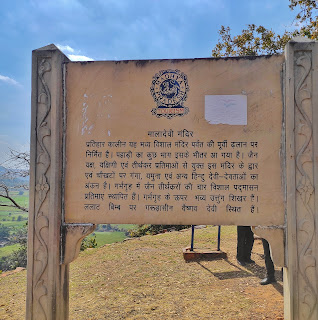 मालादेवी मन्दिर
प्रतिहार कालीन यह भव्य विशाल मन्दिर पर्वत की पूर्वी ढलान पर
निर्मित है। पहाड़ी का कुछ भाग इसके भीतर आ गया है। जैन
यक्ष, यक्षिणी एवं तीर्थंकर प्रतिमाओं से युक्त इस मंदिर के द्वार
एवं चौखटों पर गंगा, यमुना एवं अन्य हिन्दू देवी-देवताओं का
अंकन है। गर्भगृह में जैन तीर्थंकरों की चार विशाल पद्मासन
प्रतिमाएं स्थापित हैं। गर्भगृह के ऊपर भव्य उत्तुंग शिखर है।
ललाट बिम्ब पर गरूड़ासीन वैष्णव देवी स्थित है।